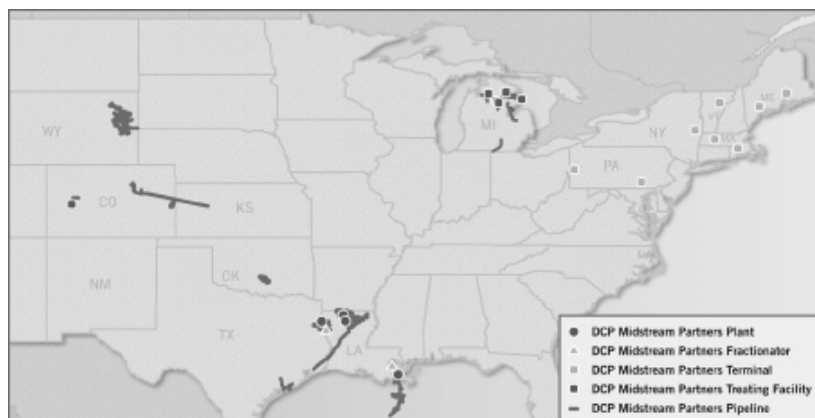 ME
VT
NY
MA
MI
WY
PA
CO
KS
OK
NM
TX
LA
DCP Midstream Partners Plant
DCP Midstream Partners Fractionator
DCP Midstream Partners Terminal
DCP Midstream Partners Treating Facility
DCP Midstream Partners Pipeline